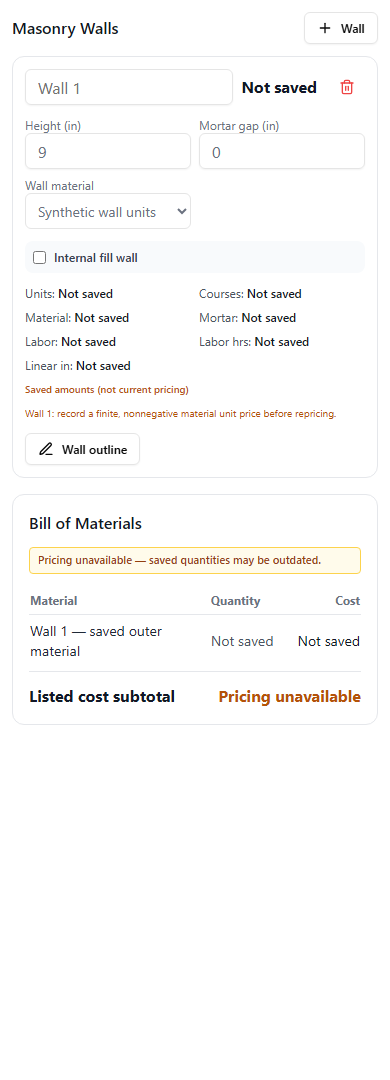 Masonry Walls
Wall
Wall 1
Not saved
Height (in)
Mortar gap (in)
9
0
Wall material
Synthetic wall units
Internal fill wall
Units: Not saved
Courses: Not saved
Material: Not saved
Mortar: Not saved
Labor: Not saved
Labor hrs: Not saved
Linear in: Not saved
Saved amounts (not current pricing)
Wall 1: record a finite, nonnegative material unit price before repricing.
Wall outline
Bill of Materials
Pricing unavailable — saved quantities may be outdated.
Material Quantity Cost
Wall 1 — saved outer
material
Not saved
Not saved
Listed cost subtotal
Pricing unavailable